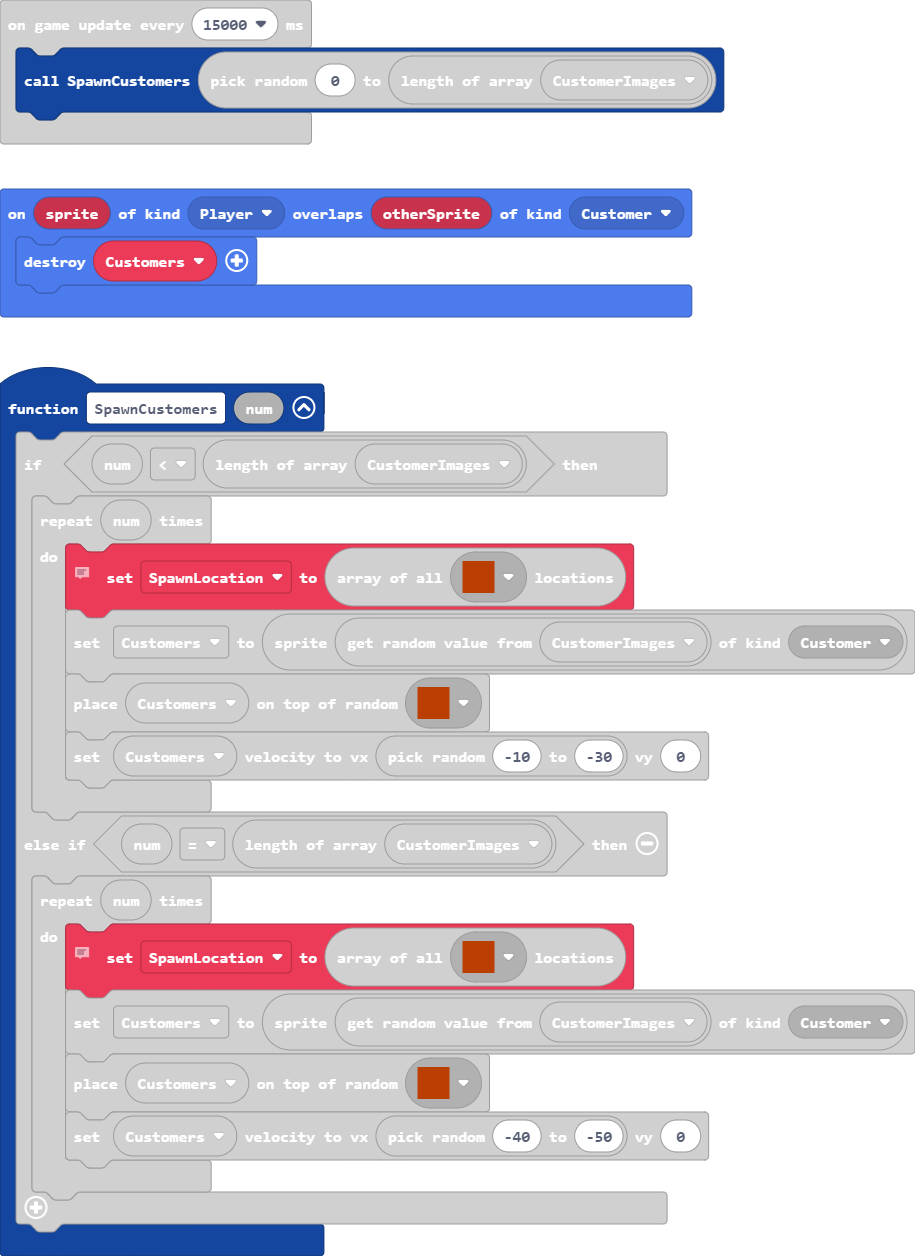 on game update every 15000 ms
call SpawnCustomers pick random 0 to length of array CustomerImages
on sprite of kind Player overlaps otherSprite of kind Customer
destroy Customers
function SpawnCustomers num
if num < length of array CustomerImages then
repeat num times
do
set SpawnLocation to array of all locations
set Customers to sprite get random value from CustomerImages of kind Customer
place Customers on top of random
set Customers velocity to vx pick random -10 to -30 vy 0
else if num = length of array CustomerImages then
repeat num times
do
set SpawnLocation to array of all locations
set Customers to sprite get random value from CustomerImages of kind Customer
place Customers on top of random
set Customers velocity to vx pick random -40 to -50 vy 0